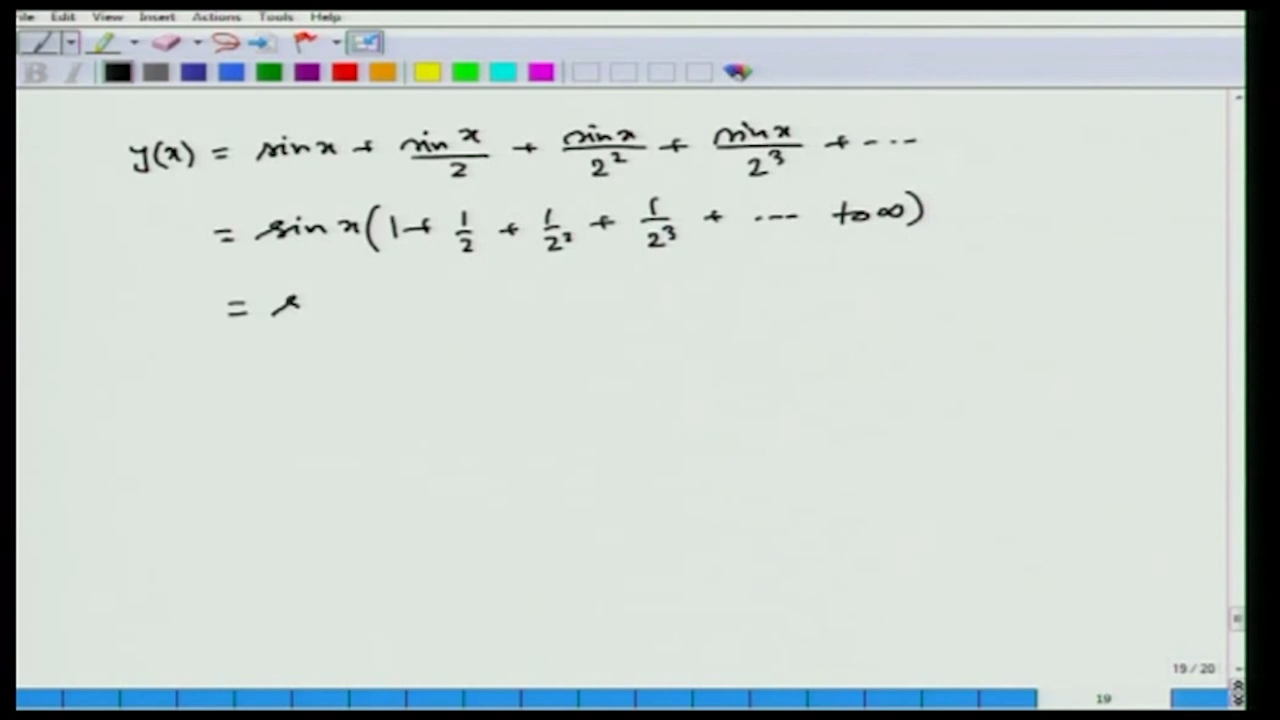 File Edit View Insert Actions Tools Help
B I
y(x) = sin x + sin x/2 + sin x/2² + sin x/2³ + ---
= sin x (1 + 1/2 + 1/2² + 1/2³ + --- to ∞)
= s
19 / 20
19